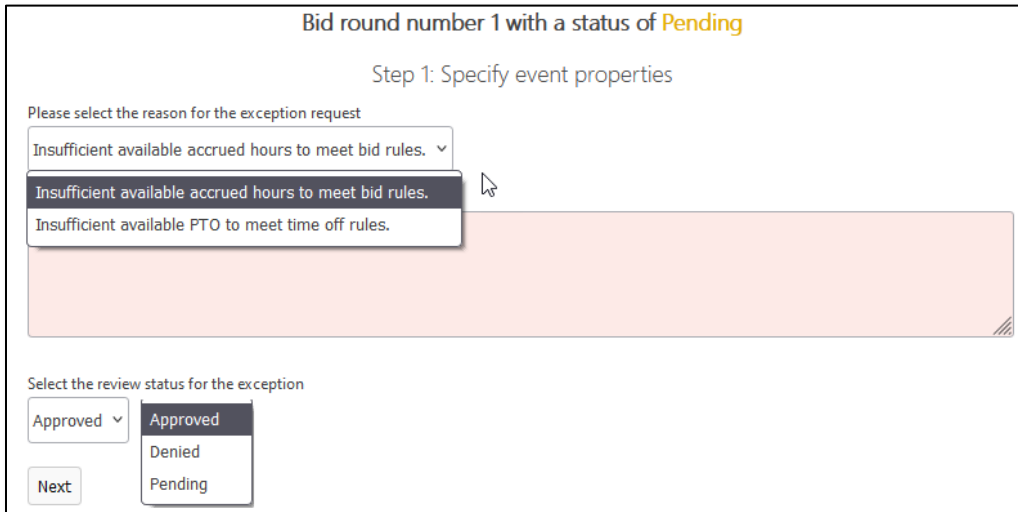 Bid round number 1 with a status of Pending
Step 1: Specify event properties
Please select the reason for the exception request
Insufficient available accrued hours to meet bid rules.
Insufficient available accrued hours to meet bid rules.
Insufficient available PTO to meet time off rules.
Select the review status for the exception
Approved
Approved
Denied
Pending
Next